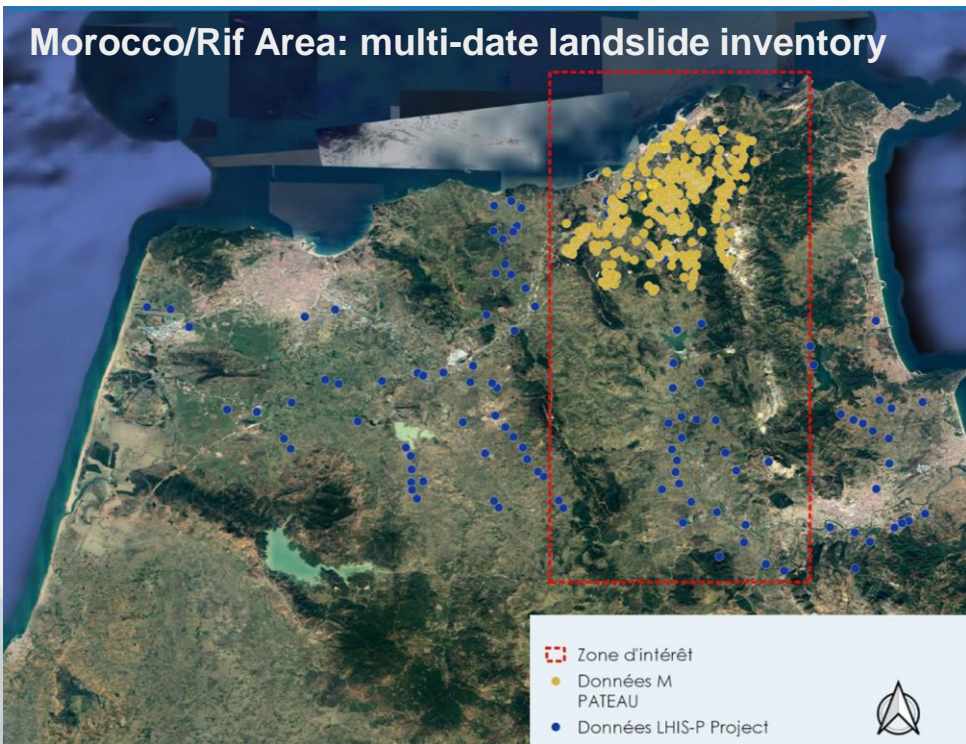 Morocco/Rif Area: multi-date landslide inventory
Zone d'intérêt
Données M
PATEAU
Données LHIS-P Project